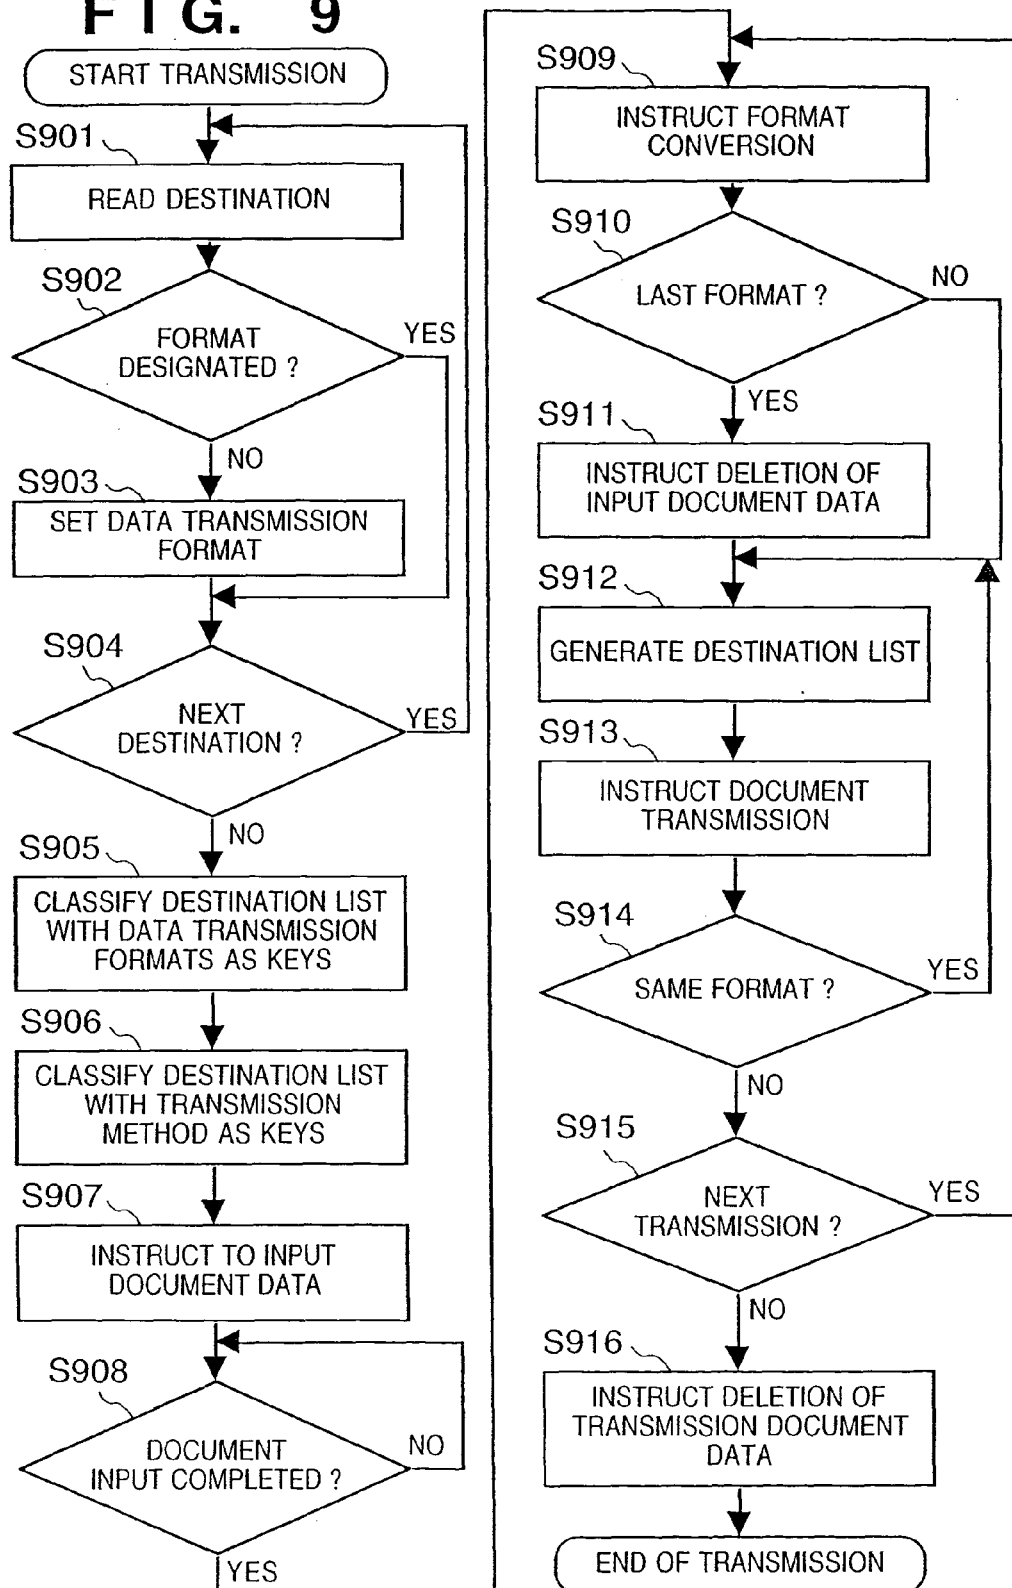 FIG. 9
START TRANSMISSION
S901
READ DESTINATION
S902
FORMAT
DESIGNATED ?
YES
NO
S903
SET DATA TRANSMISSION
FORMAT
S904
NEXT
DESTINATION ?
YES
NO
S905
CLASSIFY DESTINATION LIST
WITH DATA TRANSMISSION
FORMATS AS KEYS
S906
CLASSIFY DESTINATION LIST
WITH TRANSMISSION
METHOD AS KEYS
S907
INSTRUCT TO INPUT
DOCUMENT DATA
S908
DOCUMENT
INPUT COMPLETED ?
NO
YES
S909
INSTRUCT FORMAT
CONVERSION
S910
LAST FORMAT ?
NO
YES
S911
INSTRUCT DELETION OF
INPUT DOCUMENT DATA
S912
GENERATE DESTINATION LIST
S913
INSTRUCT DOCUMENT
TRANSMISSION
S914
SAME FORMAT ?
YES
NO
S915
NEXT
TRANSMISSION ?
YES
NO
S916
INSTRUCT DELETION OF
TRANSMISSION DOCUMENT
DATA
END OF TRANSMISSION